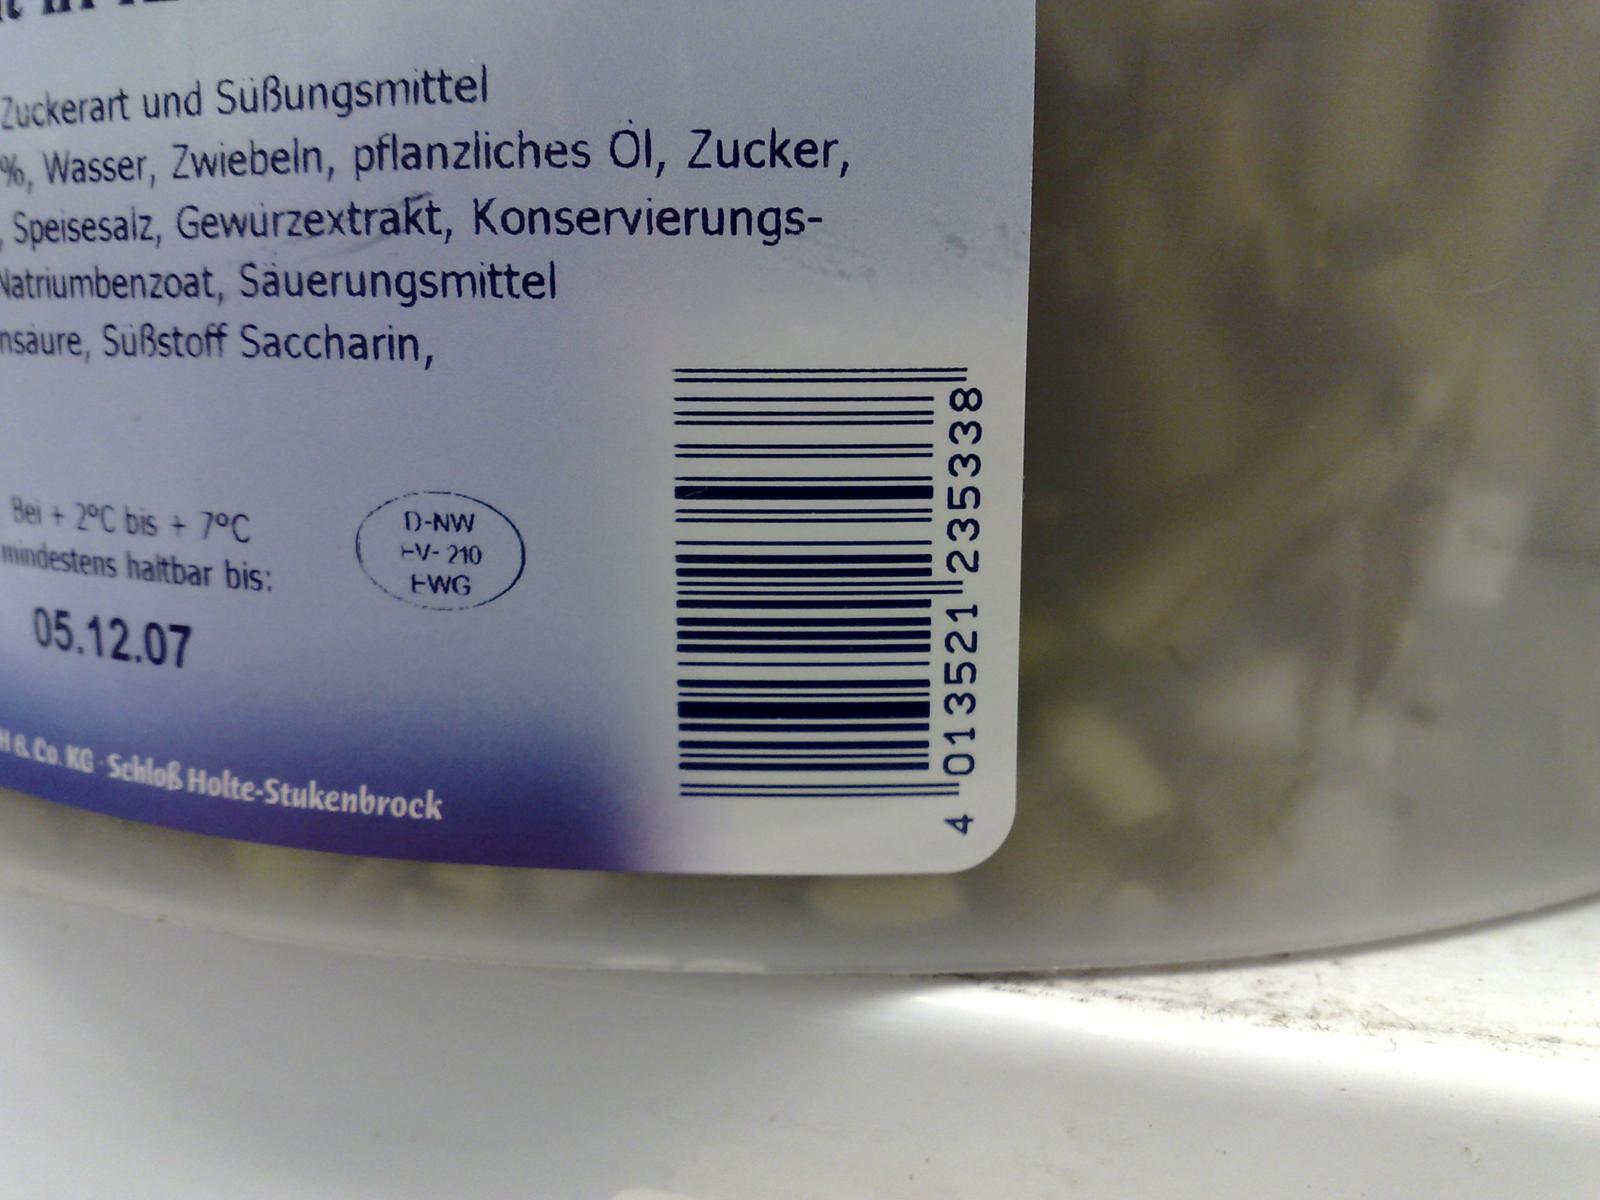 Zuckerart und Süßungsmittel
%, Wasser, Zwiebeln, pflanzliches Öl, Zucker,
, Speisesalz, Gewürzextrakt, Konservierungs-
Natriumbenzoat, Säuerungsmittel
nsäure, Süßstoff Saccharin,
Bei + 2°C bis + 7°C
mindestens haltbar bis:
05.12.07
D-NW
EV- 210
EWG
H & Co. KG · Schloß Holte-Stukenbrock
4 013521 235338